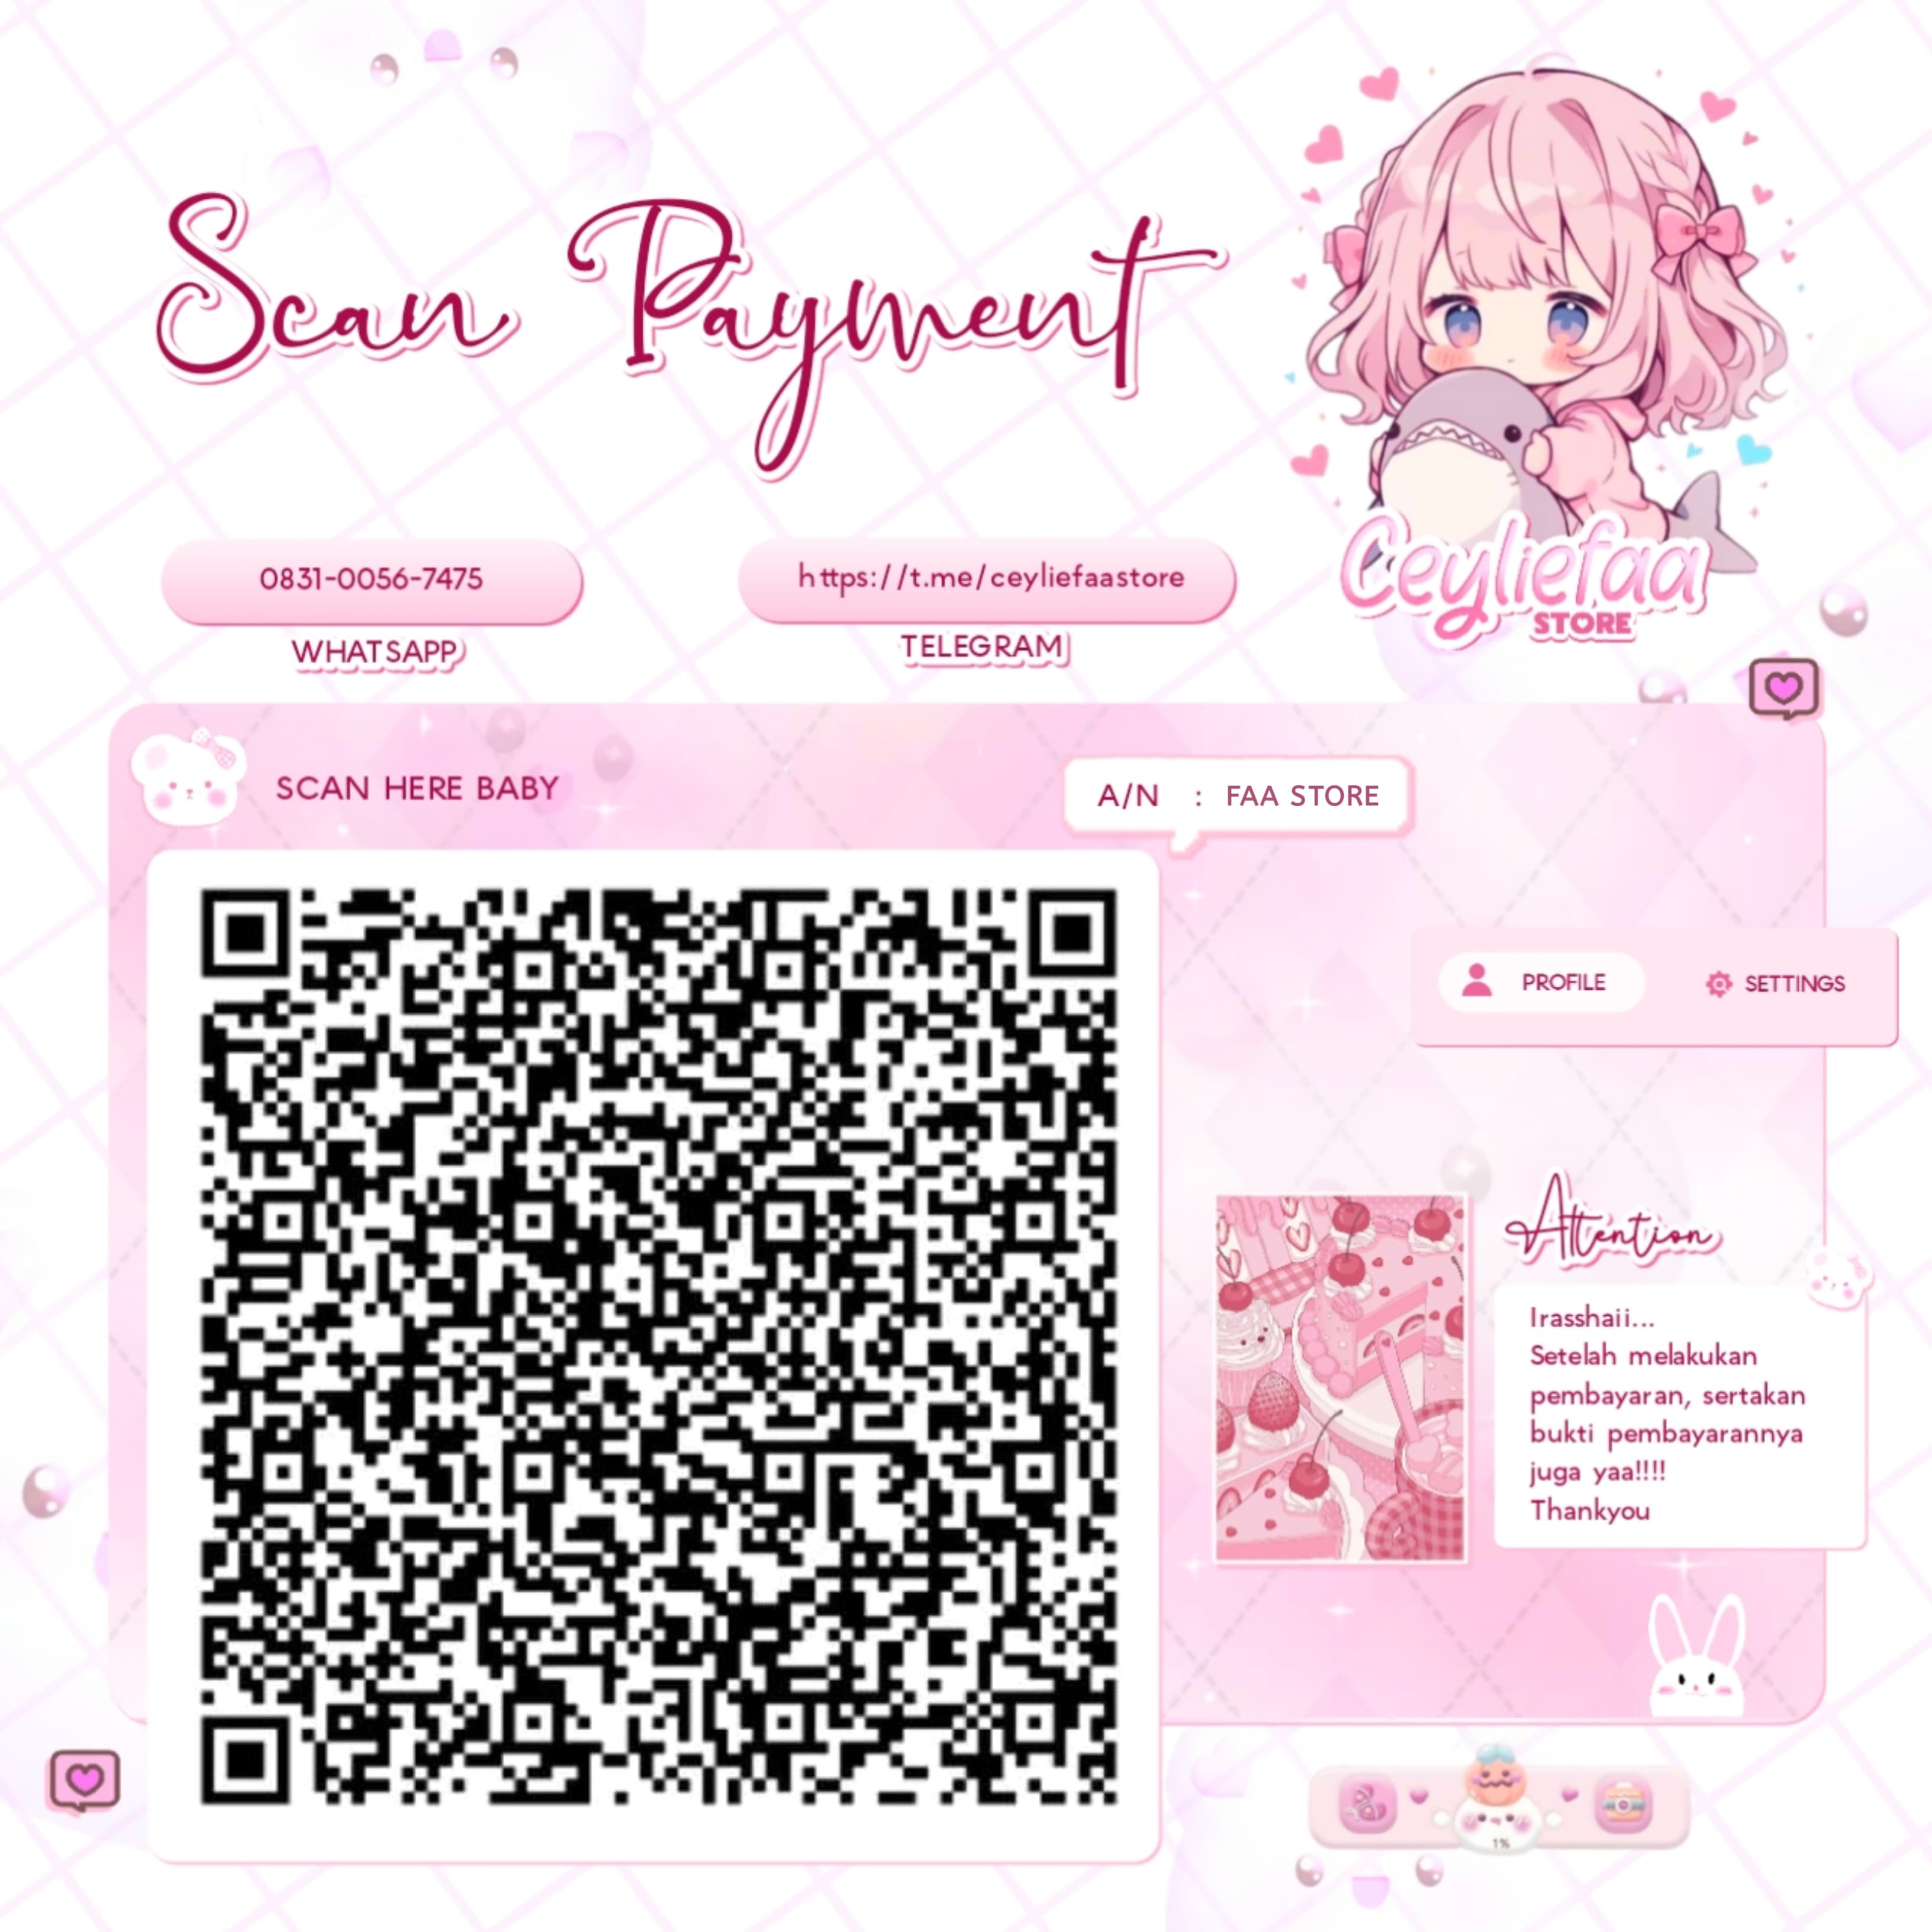 Scan Payment
0831-0056-7475
WHATSAPP
https://t.me/ceyliefaastore
TELEGRAM
Ceyliefaa
STORE
SCAN HERE BABY
A/N : FAA STORE
PROFILE
SETTINGS
Attention
Irasshaii...
Setelah melakukan
pembayaran, sertakan
bukti pembayarannya
juga yaa!!!!
Thankyou
1%